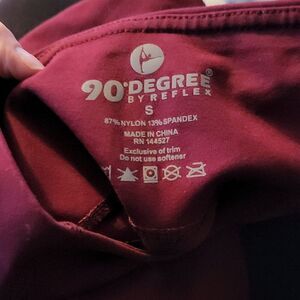 90°DEGREE®
BY REFLEX
S
87% NYLON 13% SPANDEX
MADE IN CHINA
RN 144527
Exclusive of trim
Do not use softener